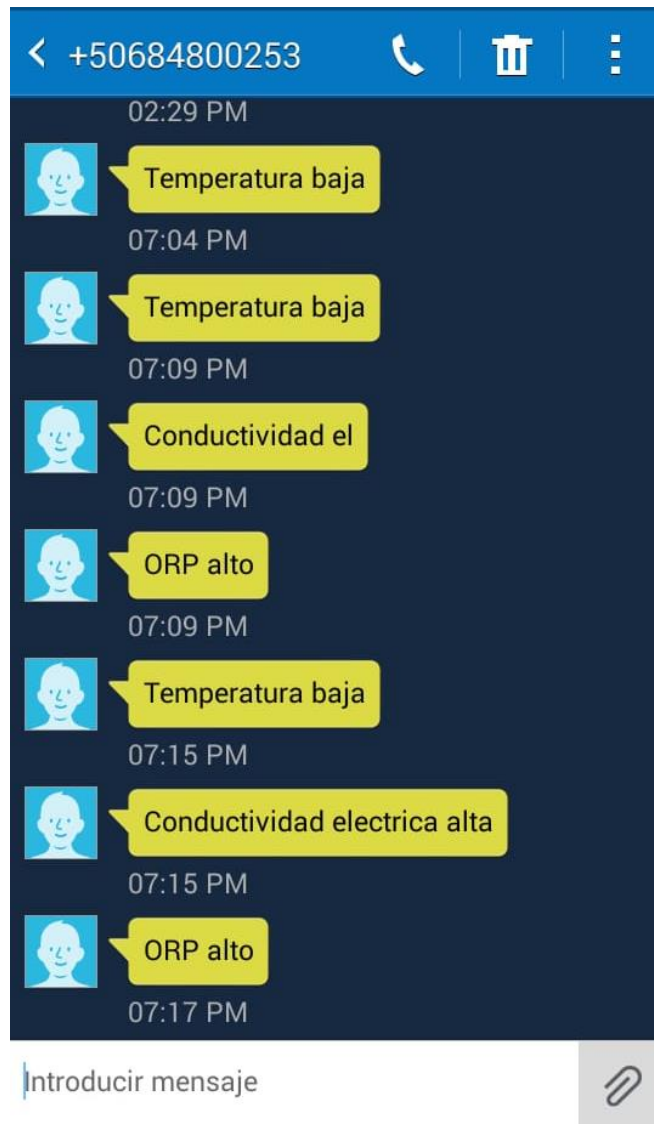 +50684800253
02:29 PM
Temperatura baja
07:04 PM
Temperatura baja
07:09 PM
Conductividad el
07:09 PM
ORP alto
07:09 PM
Temperatura baja
07:15 PM
Conductividad electrica alta
07:15 PM
ORP alto
07:17 PM
Introducir mensaje